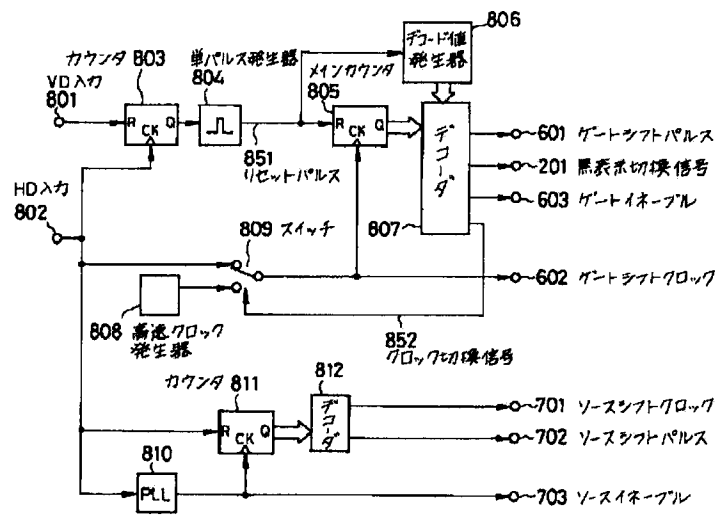 806
デコード値
発生器
カウンタ 803
単パルス発生器
804
メインカウンタ
805
VD入力
801
R CK Q
R CK Q
デコーダ
851
リセットパルス
601 ゲートシフトパルス
201 黒表示切換信号
603 ゲートイネーブル
807
HD入力
802
809 スイッチ
602 ゲートシフトクロック
808 高速クロック
発生器
852
クロック切換信号
カウンタ 811
812
R CK Q
デコーダ
701 ソースシフトクロック
702 ソースシフトパルス
810
PLL
703 ソースイネーブル